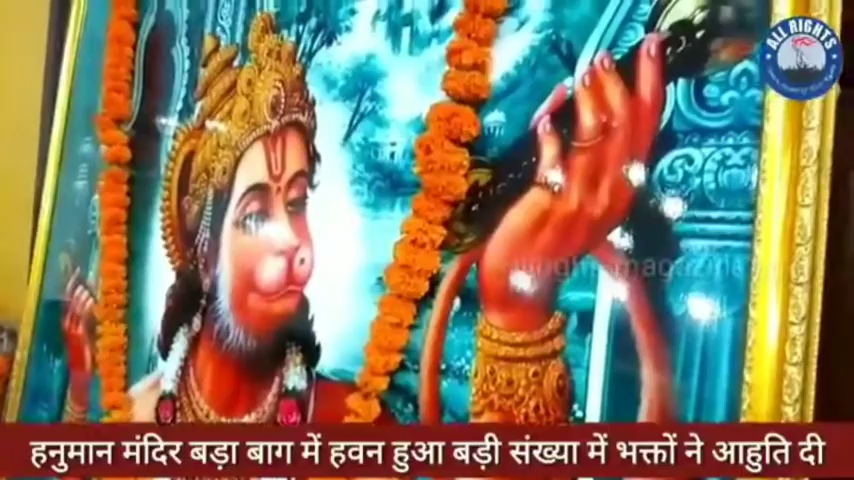 ALL RIGHTS
हनुमान मंदिर बड़ा बाग में हवन हुआ बड़ी संख्या में भक्तों ने आहुति दी